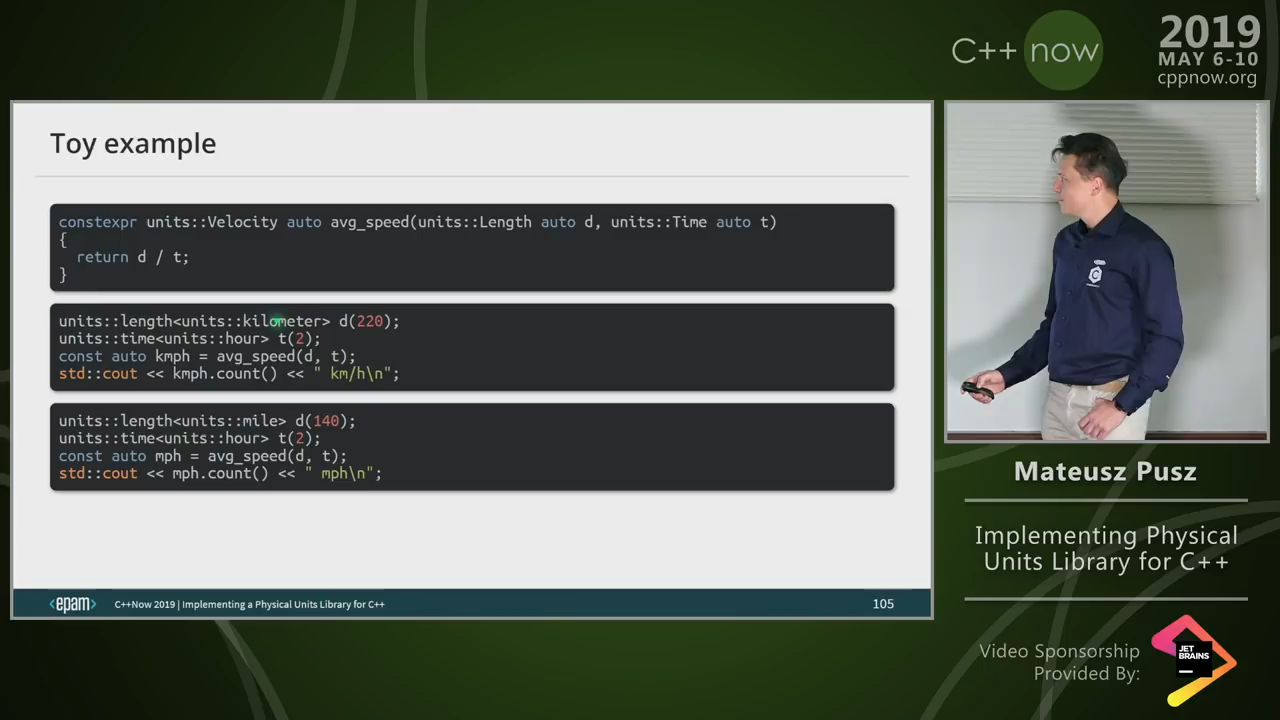 C++ now
2019
MAY 6-10
cppnow.org
Toy example
constexpr units::Velocity auto avg_speed(units::Length auto d, units::Time auto t)
{
  return d / t;
}
units::length<units::kilometer> d(220);
units::time<units::hour> t(2);
const auto kmph = avg_speed(d, t);
std::cout << kmph.count() << " km/h\n";
units::length<units::mile> d(140);
units::time<units::hour> t(2);
const auto mph = avg_speed(d, t);
std::cout << mph.count() << " mph\n";
<epam>
C++Now 2019 | Implementing a Physical Units Library for C++
105
Mateusz Pusz
Implementing Physical
Units Library for C++
Video Sponsorship
Provided By:
JET
BRAINS